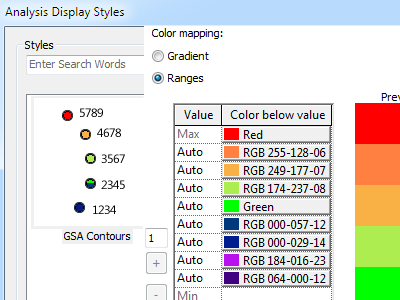 Analysis Display Styles
Styles
Enter Search Words
5789
4678
3567
2345
1234
GSA Contours
Color mapping:
Gradient
Ranges
1
+
-
Value Color below value
Max Red
Auto RGB 255-128-06
Auto RGB 249-177-07
Auto RGB 174-237-08
Auto Green
Auto RGB 000-057-12
Auto RGB 000-029-14
Auto RGB 184-016-23
Auto RGB 064-000-12
Min